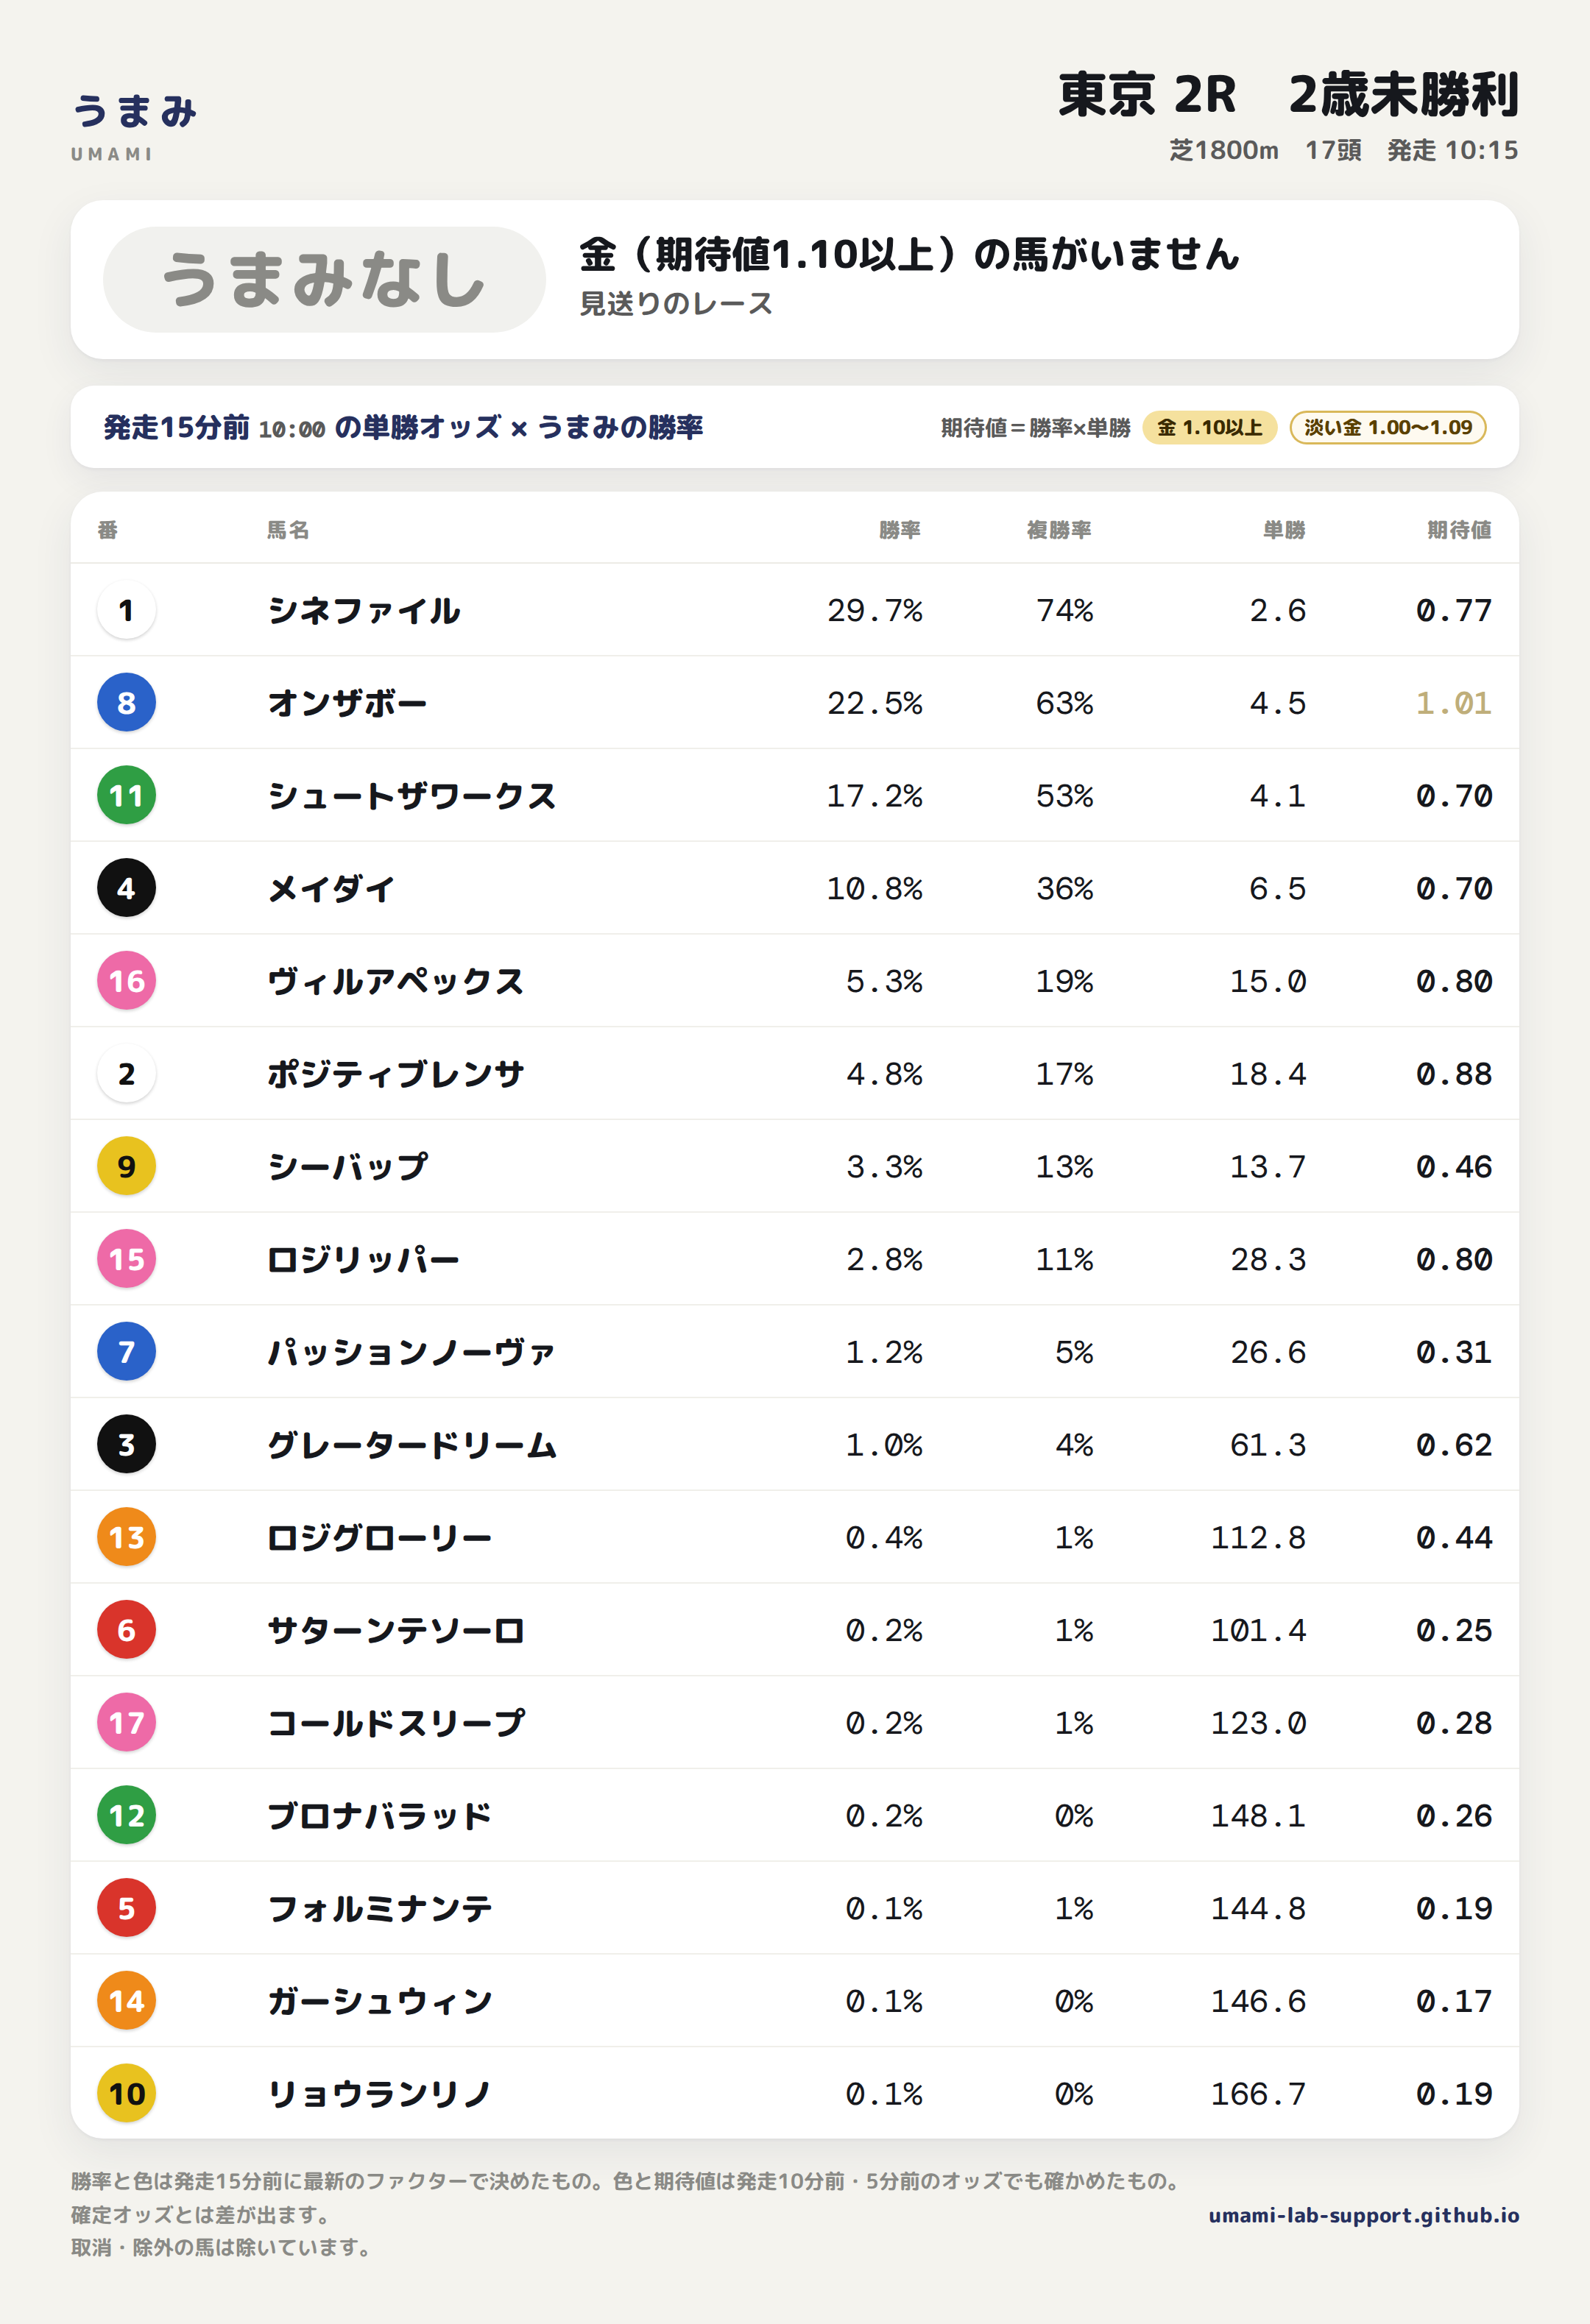 うまみ
UMAMI
東京 2R　2歳未勝利
芝1800m　17頭　発走 10:15
うまみなし
金（期待値1.10以上）の馬がいません
見送りのレース
発走15分前 10:00 の単勝オッズ × うまみの勝率
期待値＝勝率×単勝 金 1.10以上 淡い金 1.00〜1.09
番 馬名 勝率 複勝率 単勝 期待値
1 シネファイル 29.7% 74% 2.6 0.77
8 オンザボー 22.5% 63% 4.5 1.01
11 シュートザワークス 17.2% 53% 4.1 0.70
4 メイダイ 10.8% 36% 6.5 0.70
16 ヴィルアペックス 5.3% 19% 15.0 0.80
2 ポジティブレンサ 4.8% 17% 18.4 0.88
9 シーバップ 3.3% 13% 13.7 0.46
15 ロジリッパー 2.8% 11% 28.3 0.80
7 パッションノーヴァ 1.2% 5% 26.6 0.31
3 グレータードリーム 1.0% 4% 61.3 0.62
13 ロジグローリー 0.4% 1% 112.8 0.44
6 サターンテソーロ 0.2% 1% 101.4 0.25
17 コールドスリープ 0.2% 1% 123.0 0.28
12 ブロナバラッド 0.2% 0% 148.1 0.26
5 フォルミナンテ 0.1% 1% 144.8 0.19
14 ガーシュウィン 0.1% 0% 146.6 0.17
10 リョウランリノ 0.1% 0% 166.7 0.19
勝率と色は発走15分前に最新のファクターで決めたもの。色と期待値は発走10分前・5分前のオッズでも確かめたもの。
確定オッズとは差が出ます。
取消・除外の馬は除いています。
umami-lab-support.github.io